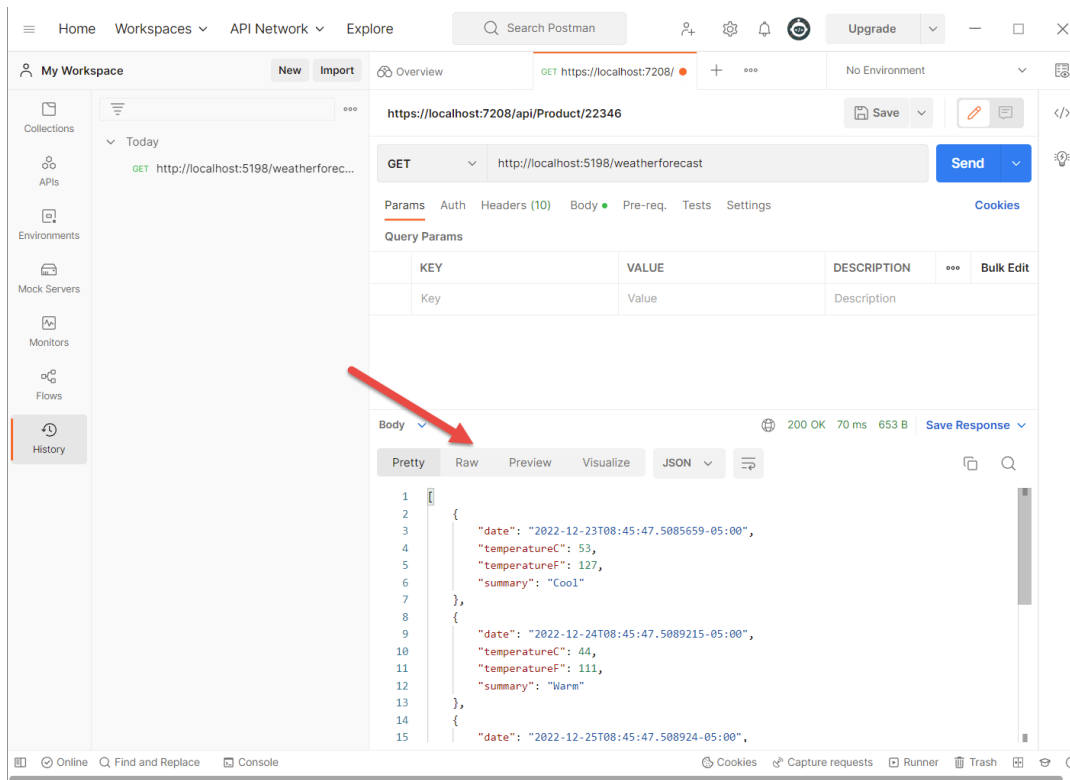 Home Workspaces API Network Explore Search Postman Upgrade
My Workspace New Import Overview GET https://localhost:7208/ No Environment
Collections
APIs
Environments
Mock Servers
Monitors
Flows
History
Today
GET http://localhost:5198/weatherforec...
https://localhost:7208/api/Product/22346 Save
GET http://localhost:5198/weatherforecast Send
Params Auth Headers (10) Body Pre-req. Tests Settings Cookies
Query Params
KEY VALUE DESCRIPTION Bulk Edit
Key Value Description
Body 200 OK 70 ms 653 B Save Response
Pretty Raw Preview Visualize JSON
1 [
2 {
3 "date": "2022-12-23T08:45:47.5085659-05:00",
4 "temperatureC": 53,
5 "temperatureF": 127,
6 "summary": "Cool"
7 },
8 {
9 "date": "2022-12-24T08:45:47.5089215-05:00",
10 "temperatureC": 44,
11 "temperatureF": 111,
12 "summary": "Warm"
13 },
14 {
15 "date": "2022-12-25T08:45:47.508924-05:00",
Online Find and Replace Console Cookies Capture requests Runner Trash